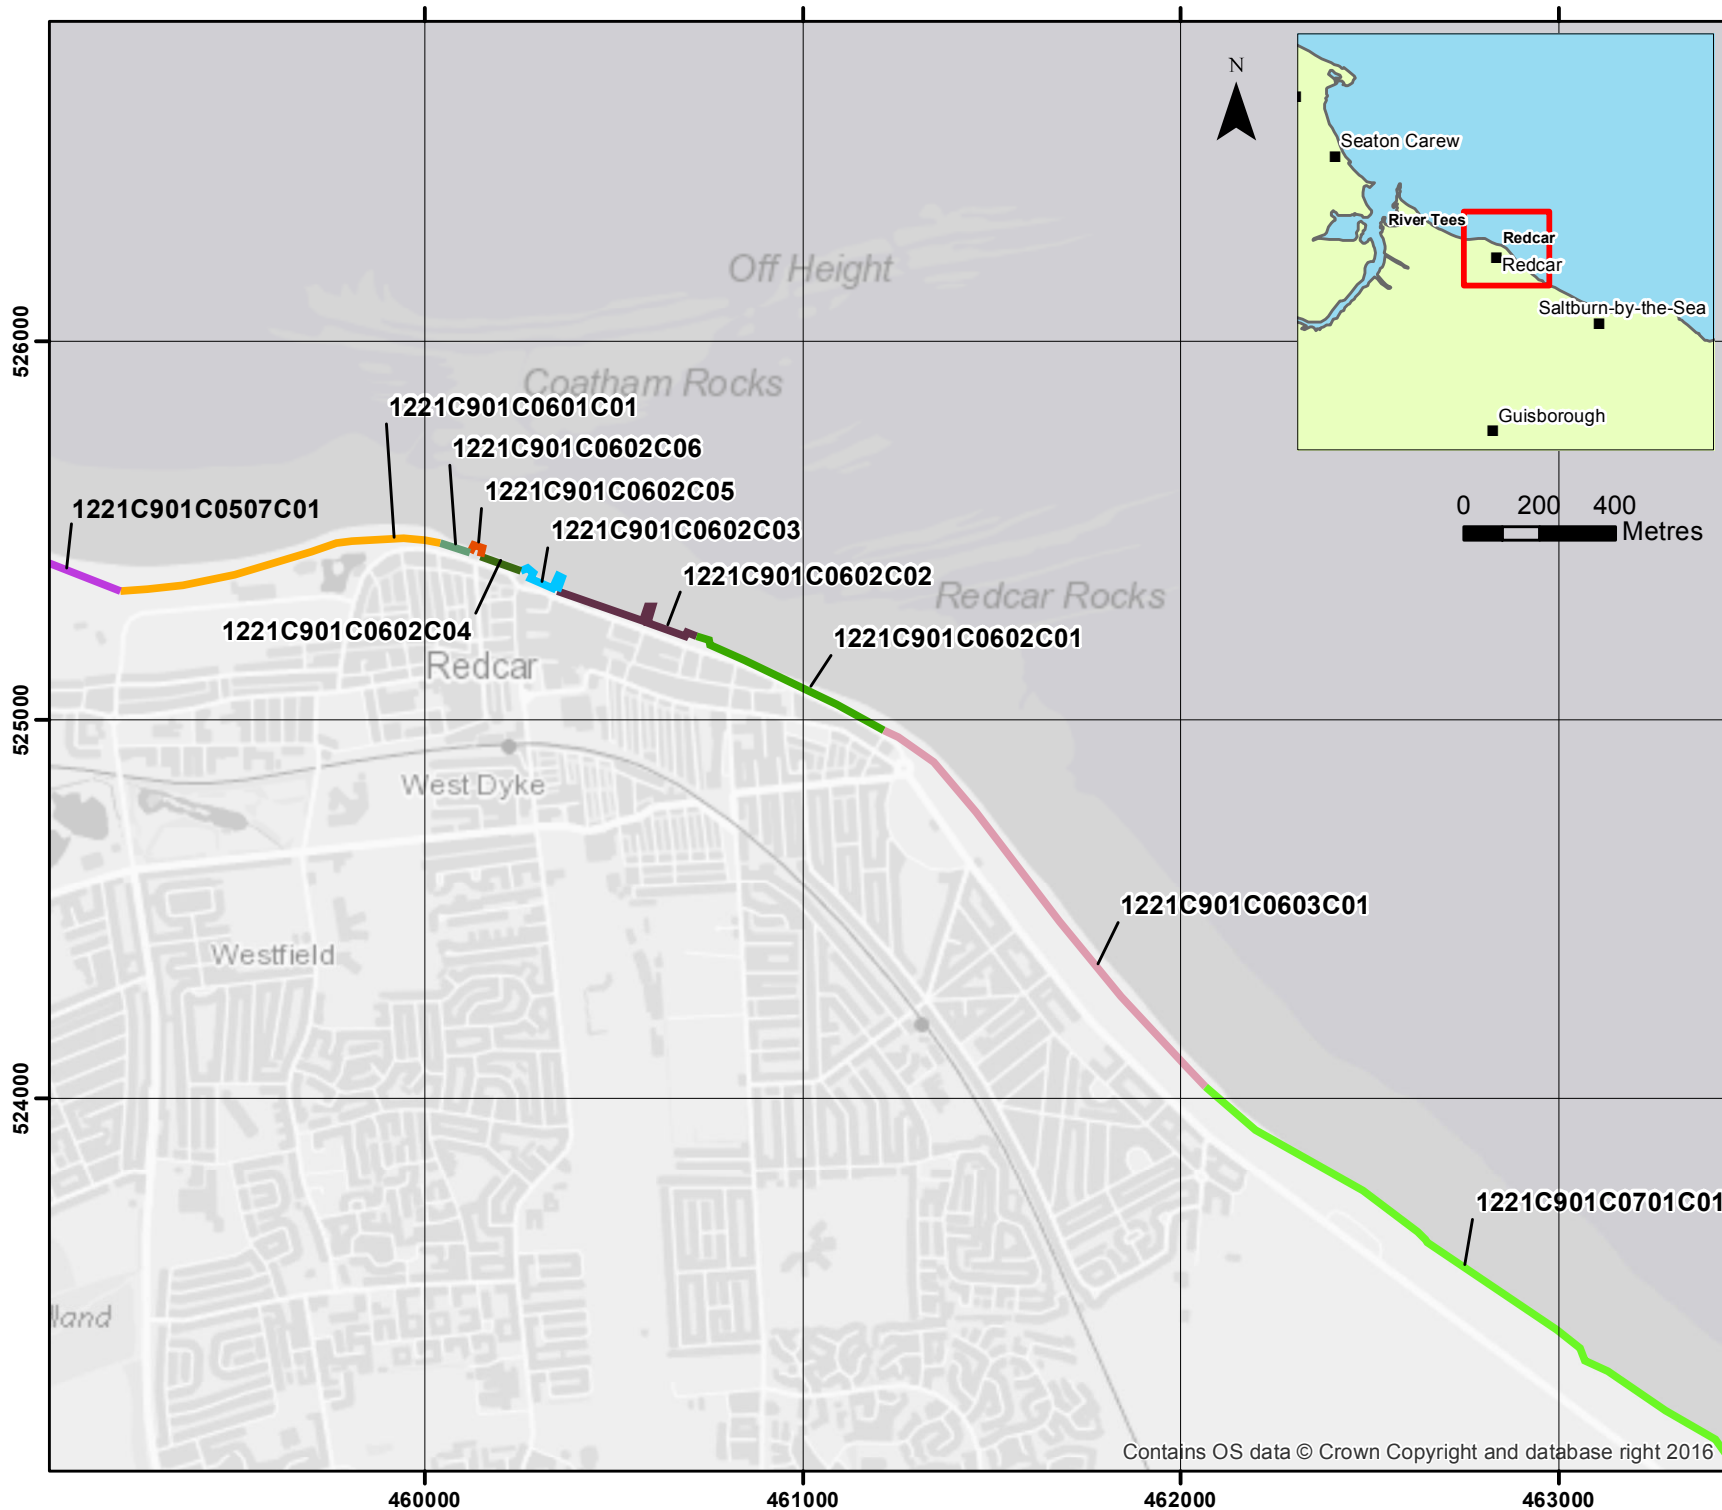 N
Seaton Carew
River Tees
Redcar
Redcar
Saltburn-by-the-Sea
Guisborough
Off Height
526000
Coatham Rocks
1221C901C0601C01
1221C901C0602C06
1221C901C0602C05
1221C901C0507C01
0 200 400
Metres
1221C901C0602C03
1221C901C0602C02
Redcar Rocks
1221C901C0602C04
1221C901C0602C01
Redcar
525000
West Dyke
1221C901C0603C01
Westfield
524000
1221C901C0701C01
land
Contains OS data © Crown Copyright and database right 2016
460000 461000 462000 463000